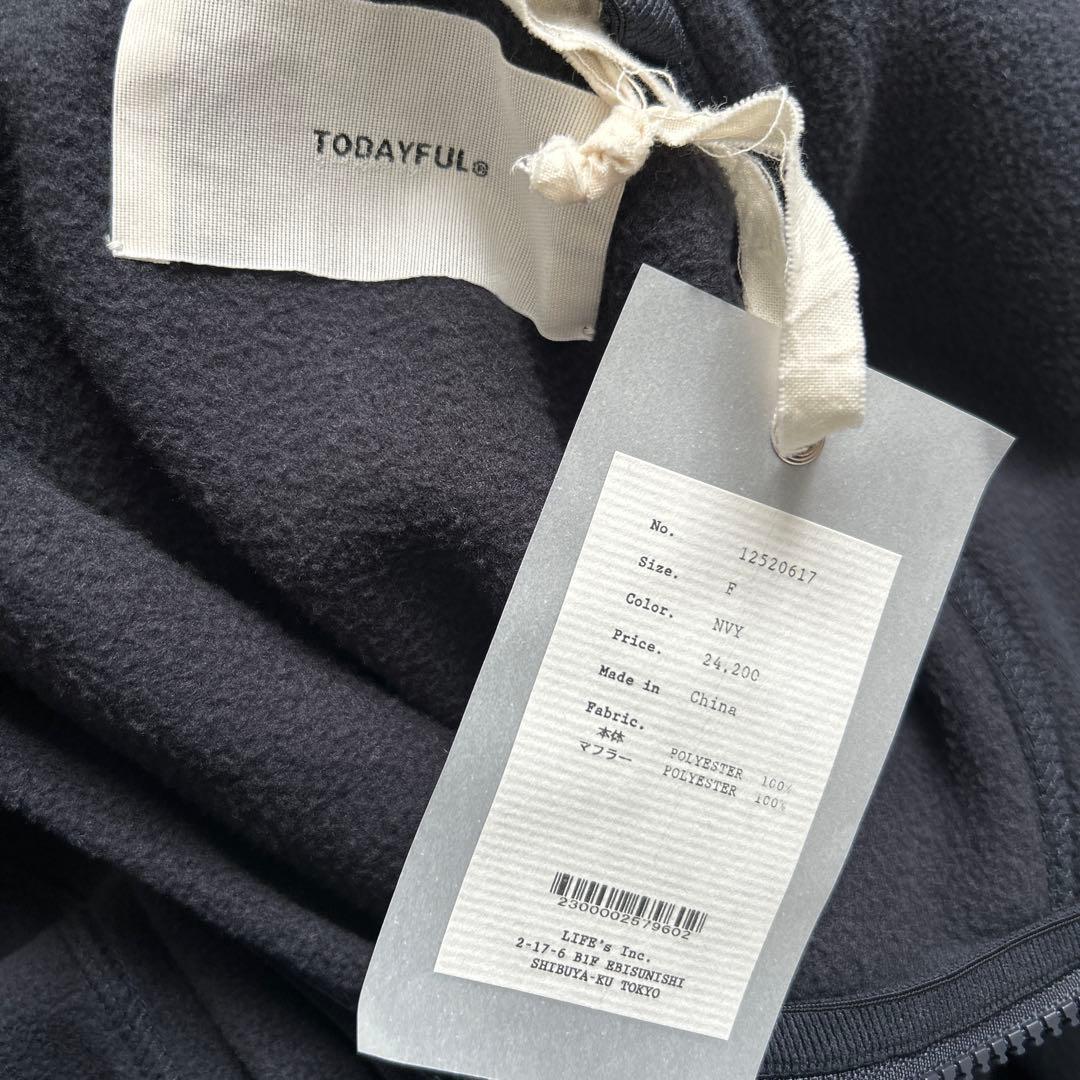 TODAYFUL®
No. 12520617
Size. F
Color. NVY
Price. 24,200
Made in China
Fabric.
本体 POLYESTER 100%
マフラー POLYESTER 100%
2300002579602
LIFE's Inc.
2-17-6 B1F EBISUNISHI
SHIBUYA-KU TOKYO